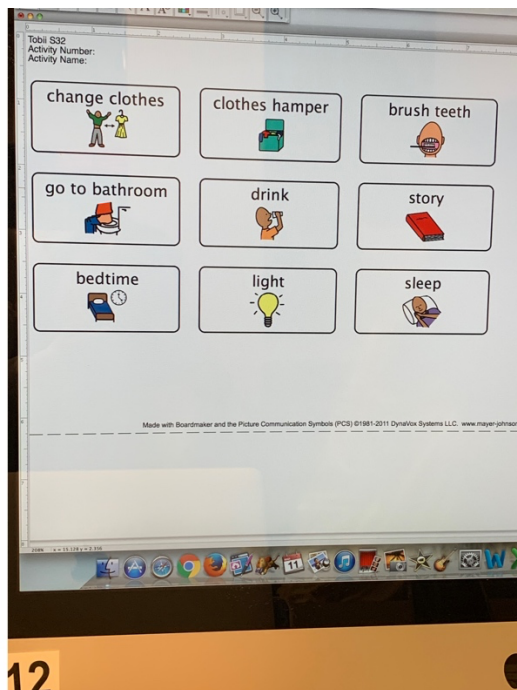 Tobii S32
Activity Number:
Activity Name:
change clothes
clothes hamper
brush teeth
go to bathroom
drink
story
bedtime
light
sleep
Made with Boardmaker and the Picture Communication Symbols (PCS) ©1981-2011 DynaVox Systems LLC. www.mayer-johnson
11
12